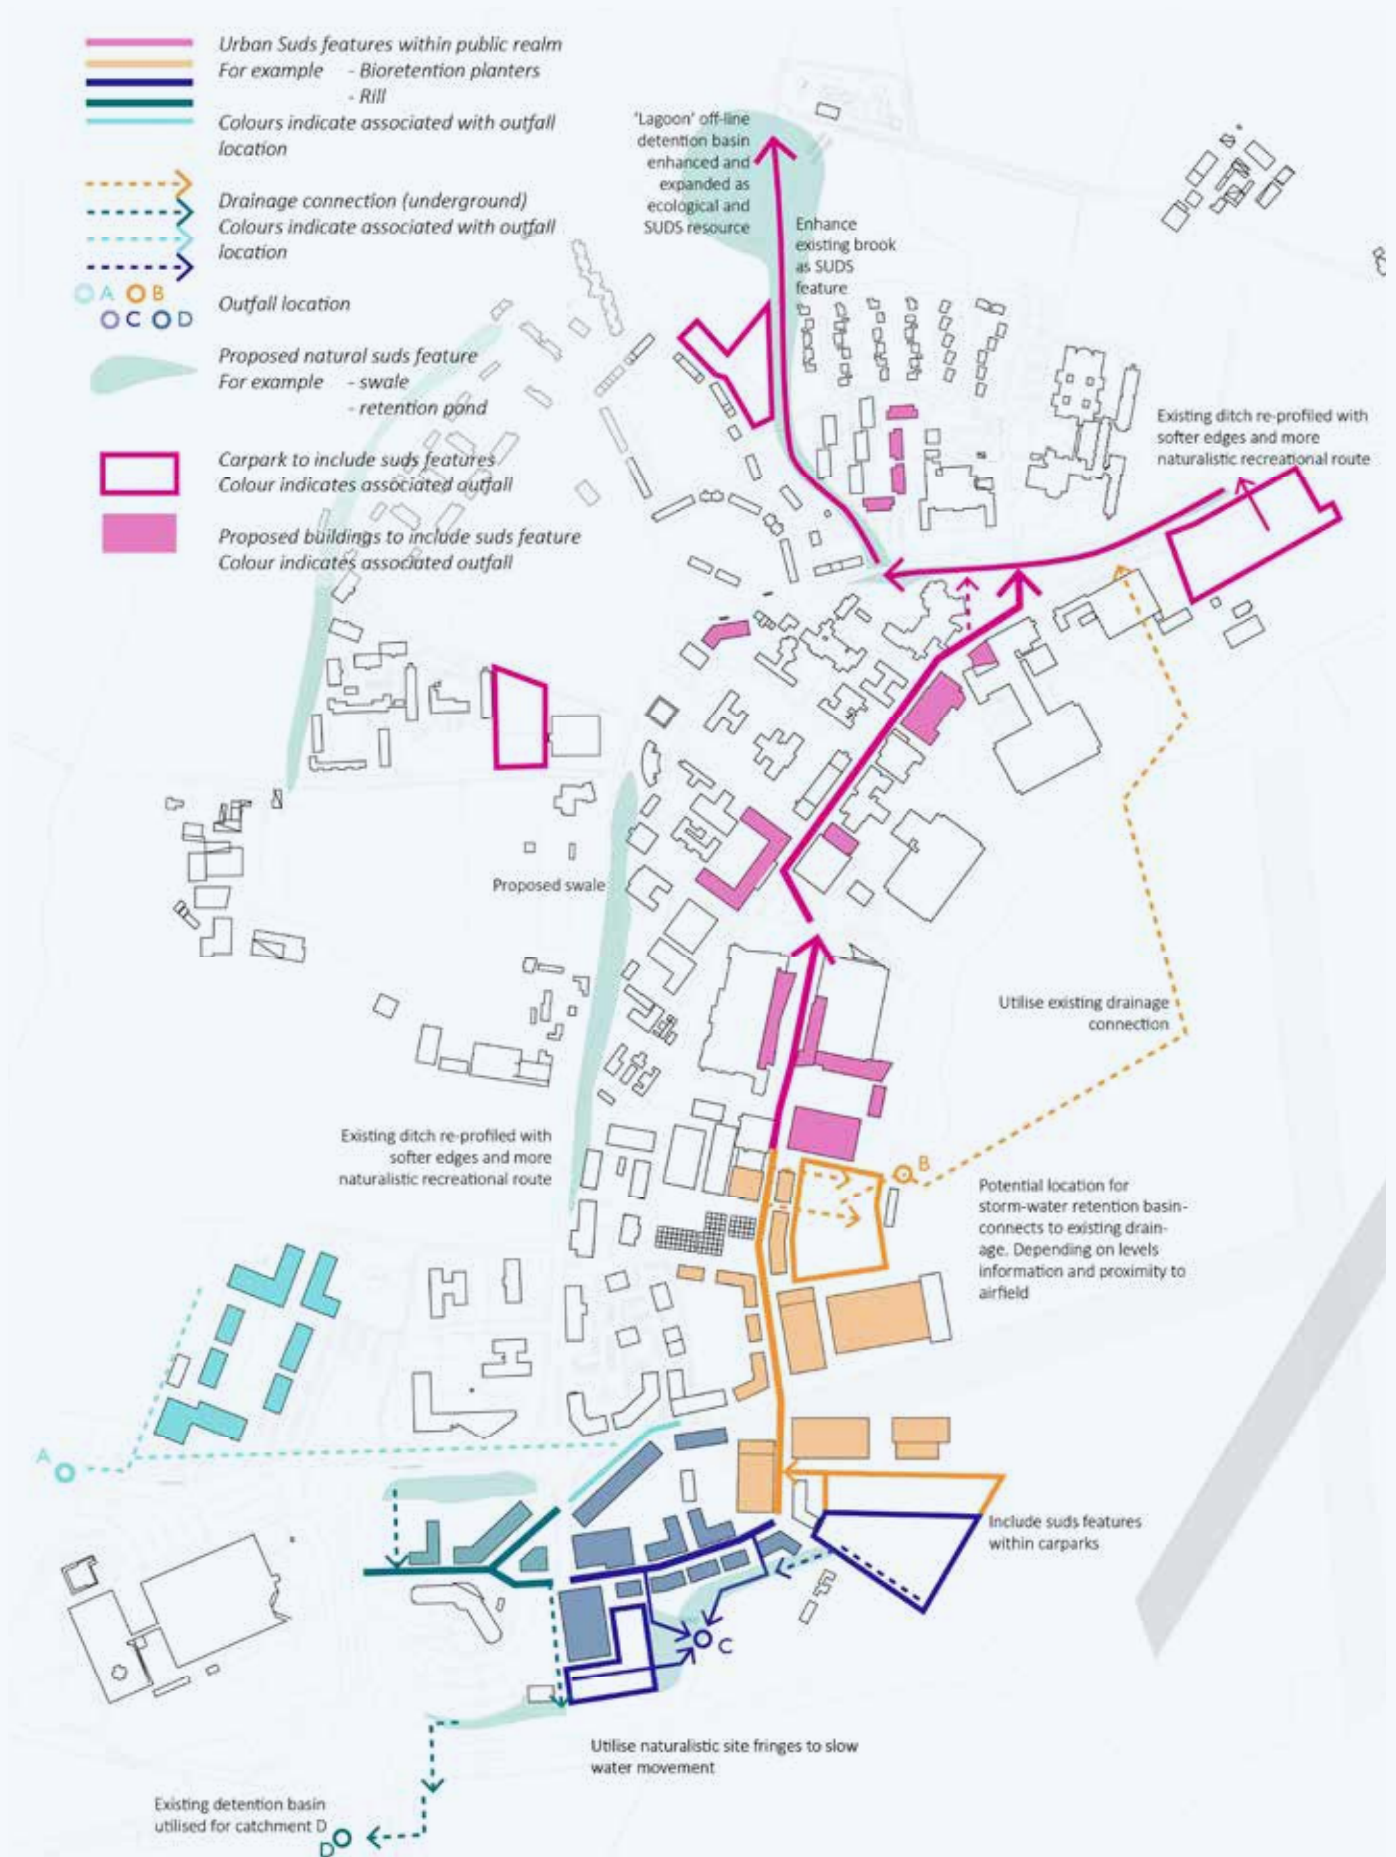 Urban Suds features within public realm
For example - Bioretention planters
- Rill
Colours indicate associated with outfall
location
Drainage connection (underground)
Colours indicate associated with outfall
location
A B
C D
Outfall location
Proposed natural suds feature
For example - swale
- retention pond
Carpark to include suds features
Colour indicates associated outfall
Proposed buildings to include suds feature
Colour indicates associated outfall
'Lagoon' off-line
detention basin
enhanced and
expanded as
ecological and
SUDS resource
Enhance
existing brook
as SUDS
feature
Existing ditch re-profiled with
softer edges and more
naturalistic recreational route
Proposed swale
Utilise existing drainage
connection
Existing ditch re-profiled with
softer edges and more
naturalistic recreational route
B
Potential location for
storm-water retention basin-
connects to existing drain-
age. Depending on levels
information and proximity to
airfield
A
Include suds features
within carparks
C
Utilise naturalistic site fringes to slow
water movement
Existing detention basin
utilised for catchment D
D